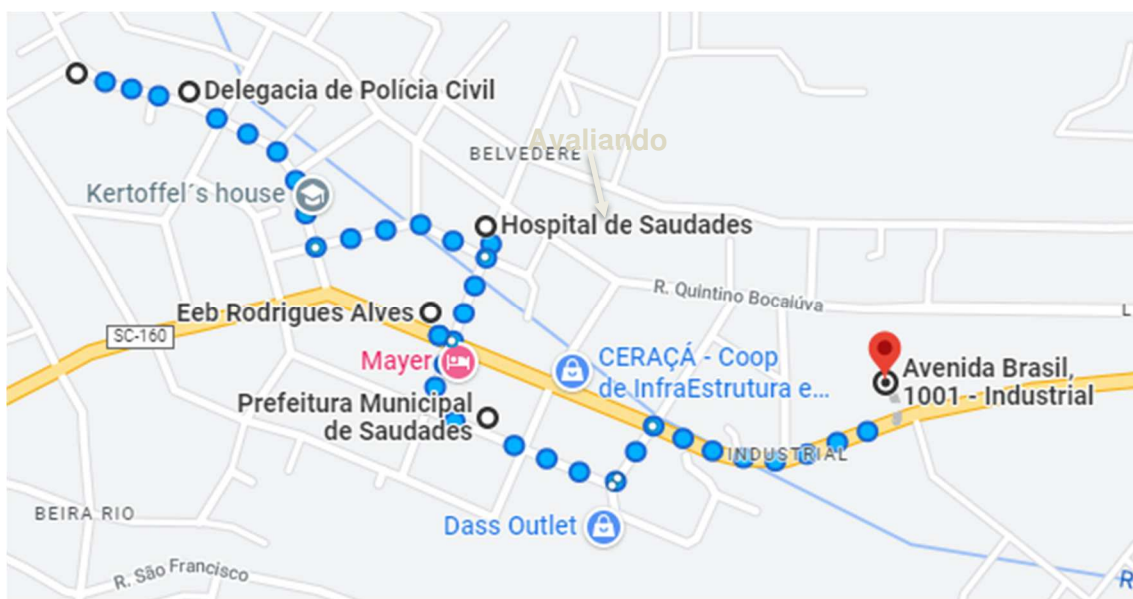 Delegacia de Polícia Civil
Avaliando
BELVEDERE
Kertoffel´s house
Hospital de Saudades
R. Quintino Bocaiúva
Eeb Rodrigues Alves
L
SC-160
Mayer
CERAÇÁ - Coop
de InfraEstrutura e...
Avenida Brasil,
1001 - Industrial
Prefeitura Municipal
de Saudades
INDUSTRIAL
BEIRA RIO
Dass Outlet
R. São Francisco
R